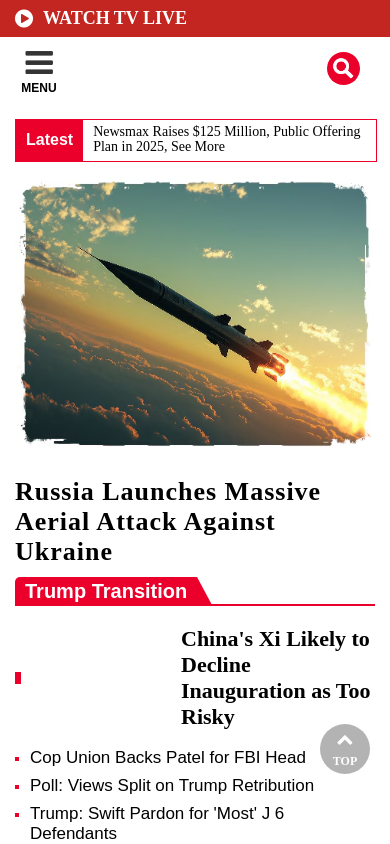 WATCH TV LIVE
MENU
Latest
Newsmax Raises $125 Million, Public Offering
Plan in 2025, See More
Russia Launches Massive
Aerial Attack Against
Ukraine
Trump Transition
China's Xi Likely to
Decline
Inauguration as Too
Risky
Cop Union Backs Patel for FBI Head
TOP
Poll: Views Split on Trump Retribution
Trump: Swift Pardon for 'Most' J 6
Defendants